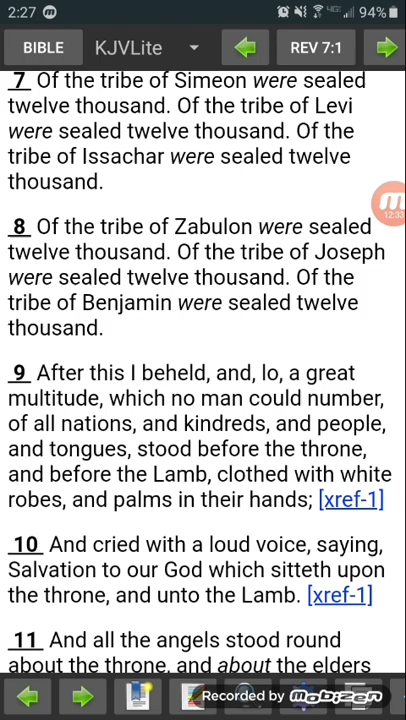 2:27 94%
BIBLE KJVLite REV 7:1
7 Of the tribe of Simeon were sealed
twelve thousand. Of the tribe of Levi
were sealed twelve thousand. Of the
tribe of Issachar were sealed twelve
thousand.
12:33
8 Of the tribe of Zabulon were sealed
twelve thousand. Of the tribe of Joseph
were sealed twelve thousand. Of the
tribe of Benjamin were sealed twelve
thousand.
9 After this I beheld, and, lo, a great
multitude, which no man could number,
of all nations, and kindreds, and people,
and tongues, stood before the throne,
and before the Lamb, clothed with white
robes, and palms in their hands; [xref-1]
10 And cried with a loud voice, saying,
Salvation to our God which sitteth upon
the throne, and unto the Lamb. [xref-1]
11 And all the angels stood round
about the throne, and about the elders
Recorded by mobizen